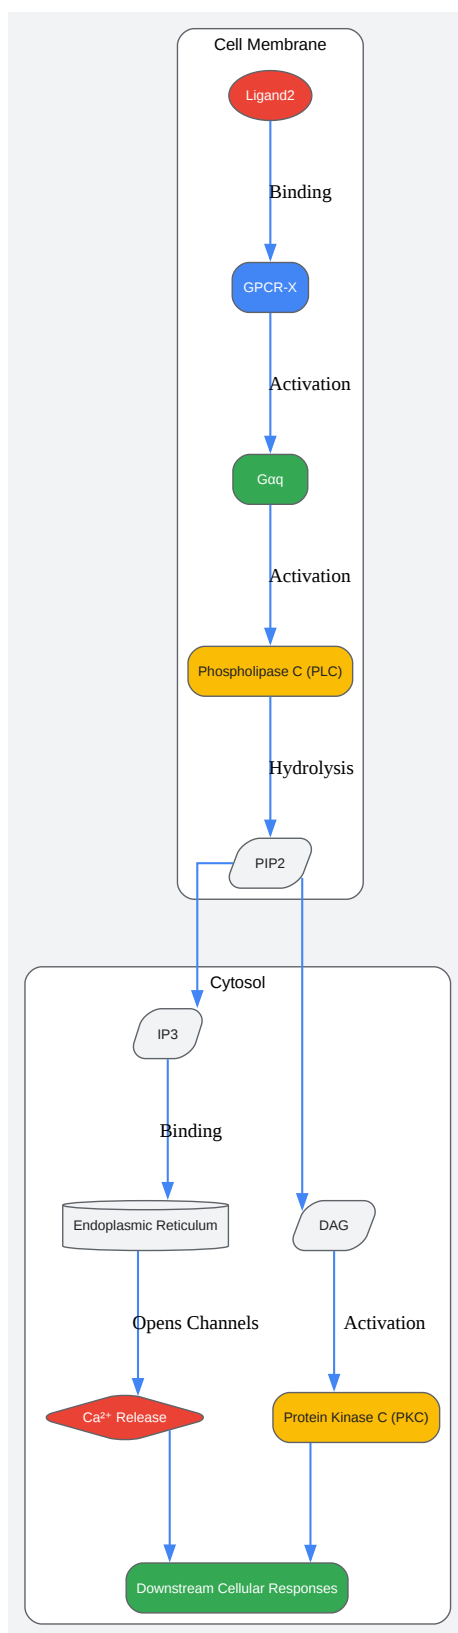 Cell Membrane
Ligand2
Binding
GPCR-X
Activation
Gαq
Activation
Phospholipase C (PLC)
Hydrolysis
PIP2
Cytosol
IP3
Binding
Endoplasmic Reticulum
DAG
Opens Channels
Activation
Ca²⁺ Release
Protein Kinase C (PKC)
Downstream Cellular Responses